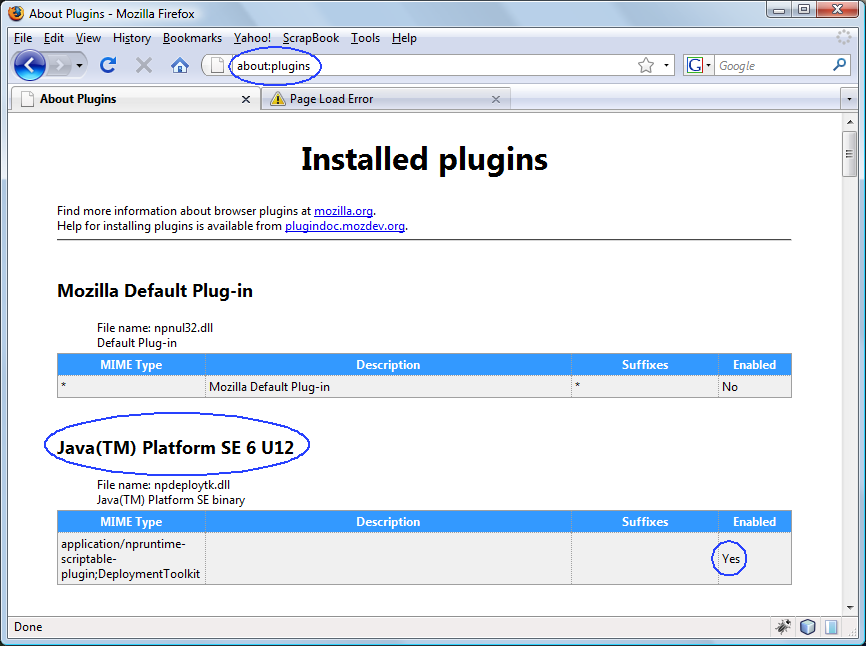 About Plugins - Mozilla Firefox
File Edit View History Bookmarks Yahoo! ScrapBook Tools Help
about:plugins
G Google
About Plugins
Page Load Error
Installed plugins
Find more information about browser plugins at mozilla.org.
Help for installing plugins is available from plugindoc.mozdev.org.
Mozilla Default Plug-in
File name: npnul32.dll
Default Plug-in
MIME Type Description Suffixes Enabled
* Mozilla Default Plug-in * No
Java(TM) Platform SE 6 U12
File name: npdeploytk.dll
Java(TM) Platform SE binary
MIME Type Description Suffixes Enabled
application/npruntime-
scriptable-
plugin;DeploymentToolkit
Yes
Done